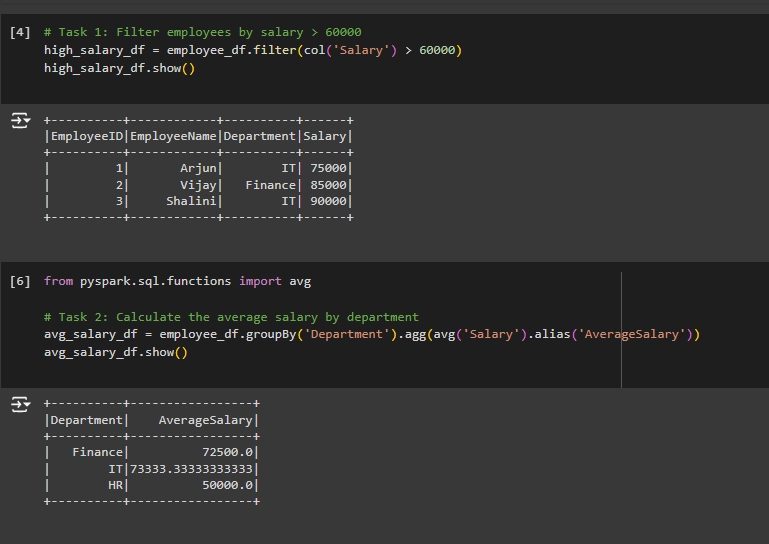 [4] # Task 1: Filter employees by salary > 60000
high_salary_df = employee_df.filter(col('Salary') > 60000)
high_salary_df.show()
+----------+------------+----------+------+
|EmployeeID|EmployeeName|Department|Salary|
+----------+------------+----------+------+
|         1|       Arjun|        IT| 75000|
|         2|       Vijay|   Finance| 85000|
|         3|     Shalini|        IT| 90000|
+----------+------------+----------+------+
[6] from pyspark.sql.functions import avg
# Task 2: Calculate the average salary by department
avg_salary_df = employee_df.groupBy('Department').agg(avg('Salary').alias('AverageSalary'))
avg_salary_df.show()
+----------+-----------------+
|Department|    AverageSalary|
+----------+-----------------+
|   Finance|          72500.0|
|        IT|73333.33333333333|
|        HR|          50000.0|
+----------+-----------------+